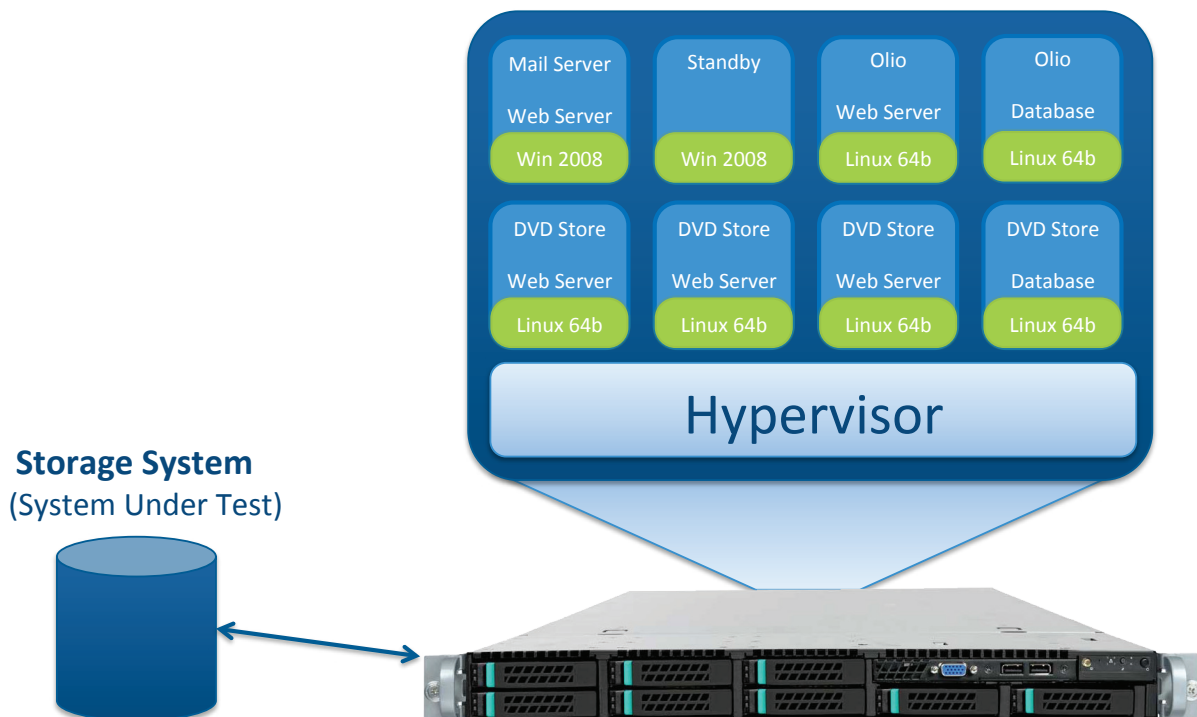 Mail Server
Web Server
Win 2008
Standby
Win 2008
Olio
Web Server
Linux 64b
Olio
Database
Linux 64b
DVD Store
Web Server
Linux 64b
DVD Store
Web Server
Linux 64b
DVD Store
Web Server
Linux 64b
DVD Store
Database
Linux 64b
Hypervisor
Storage System
(System Under Test)